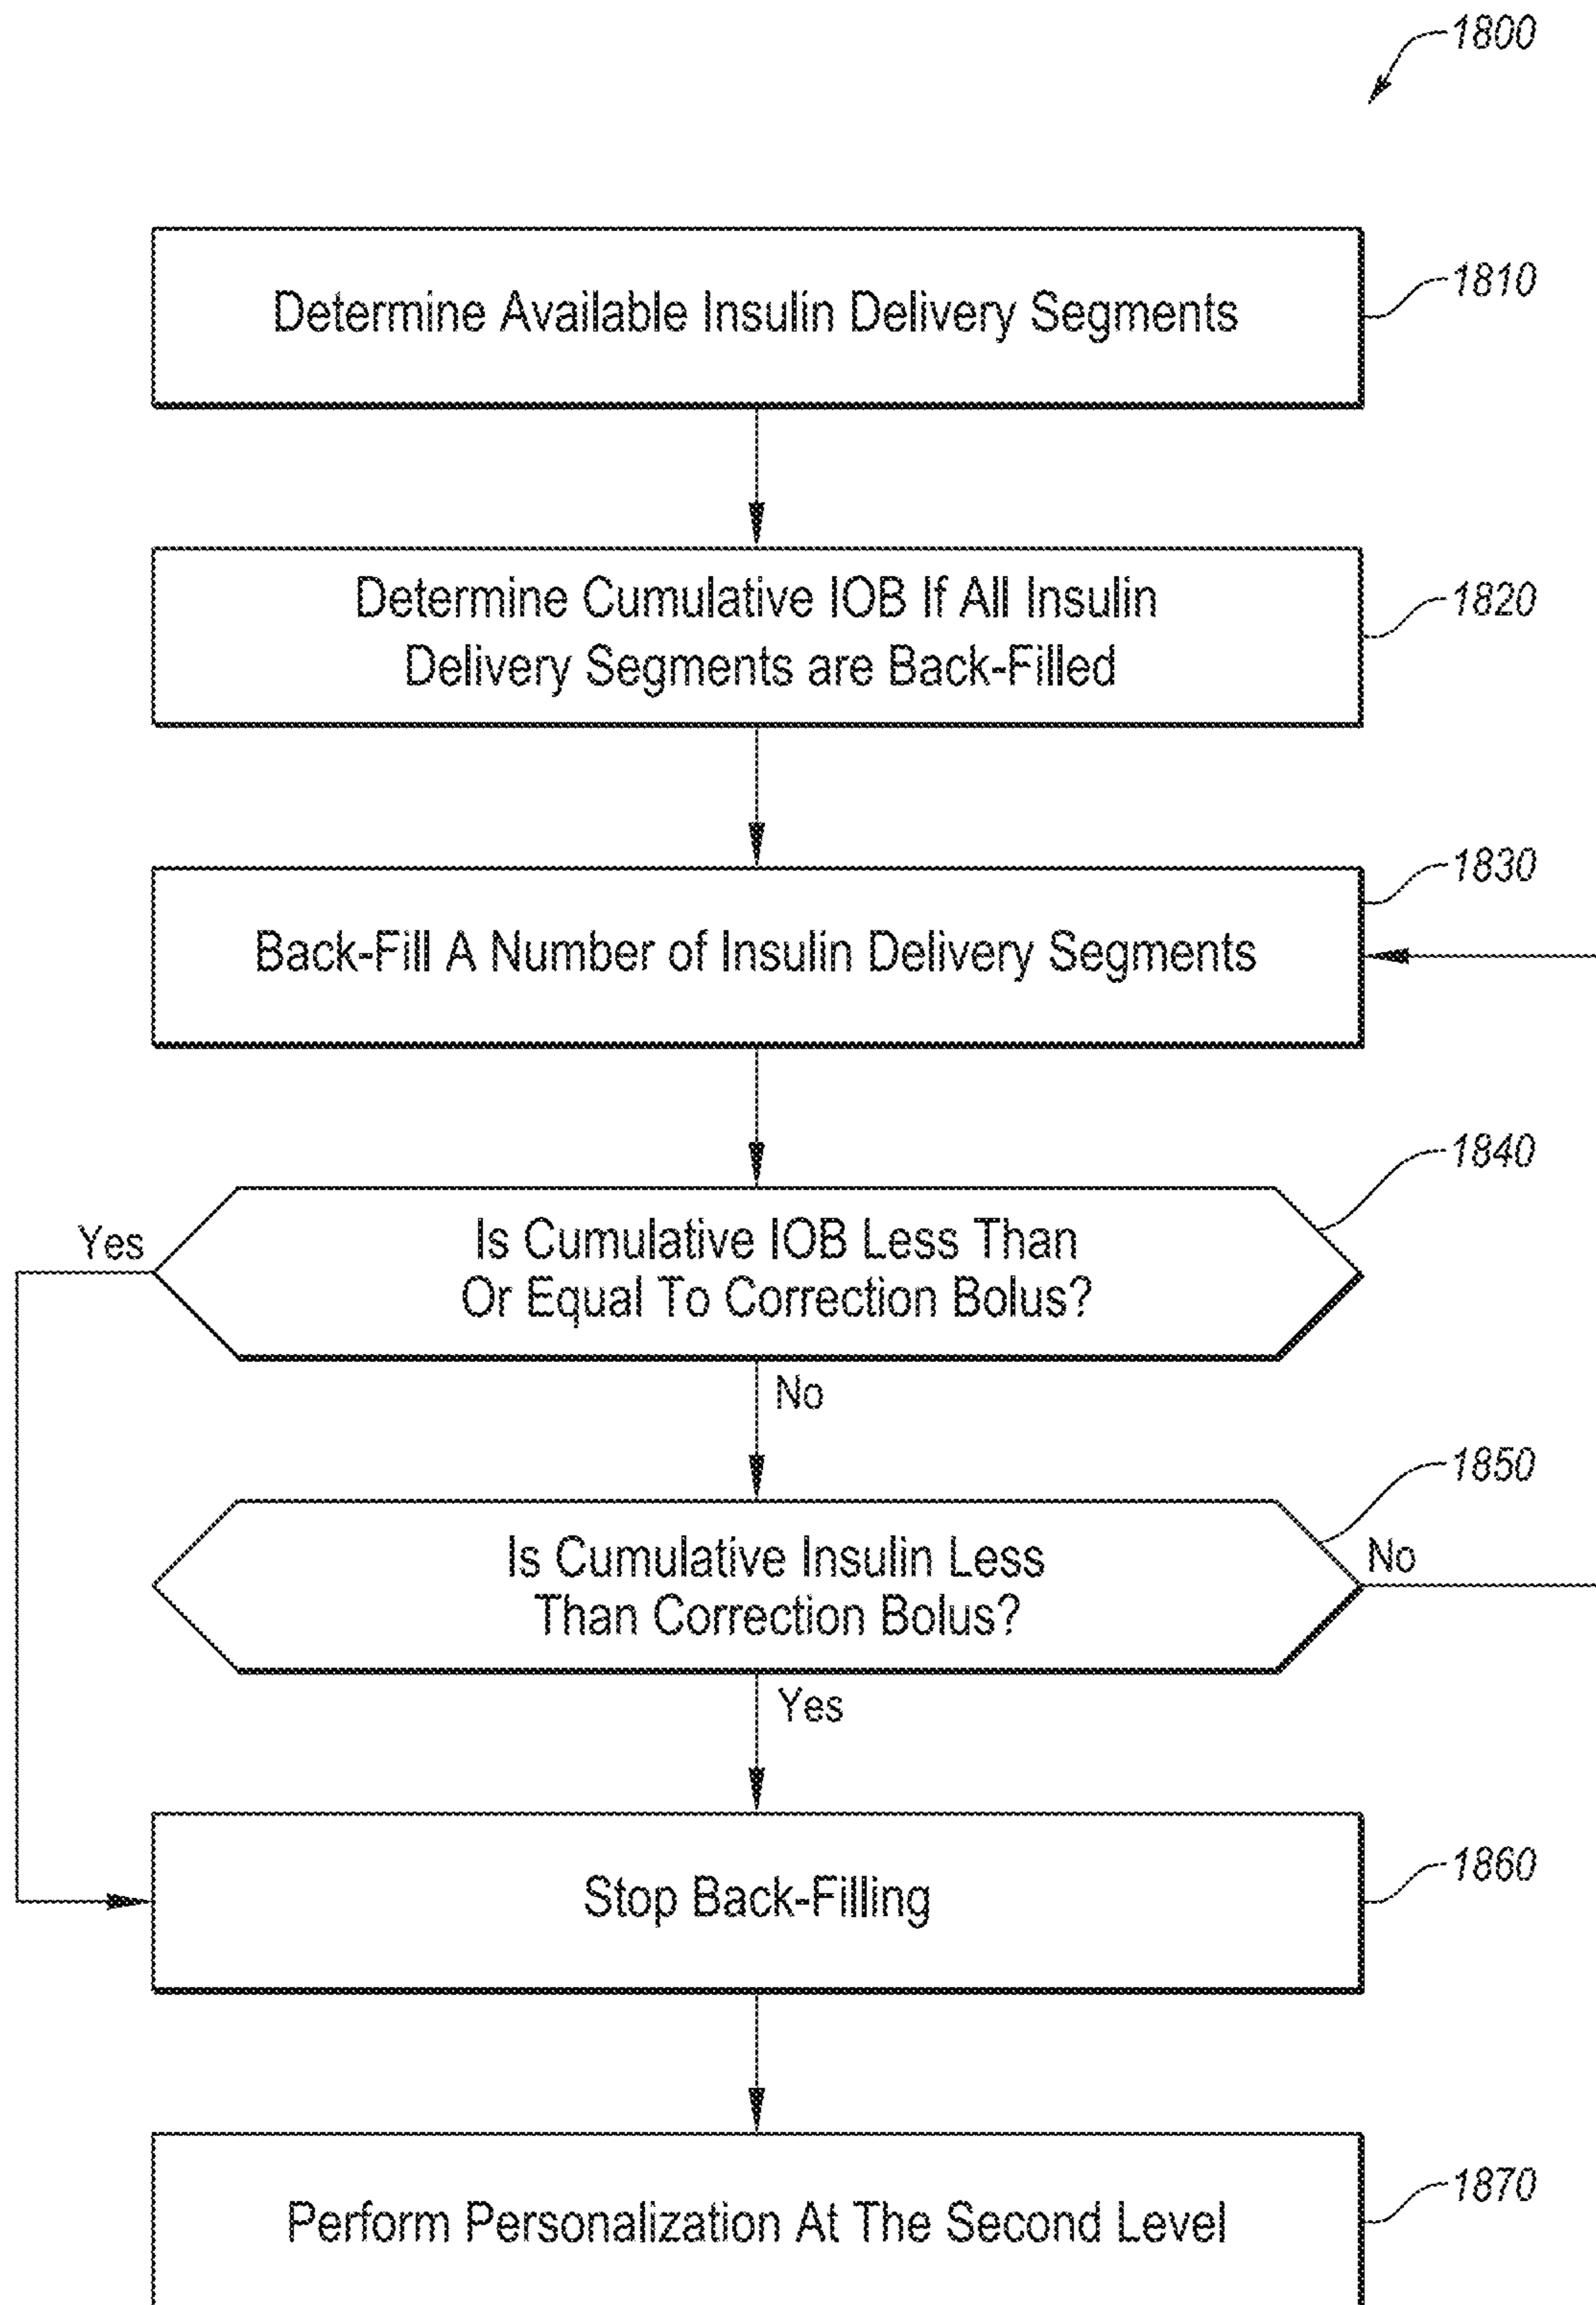 1800
Determine Available Insulin Delivery Segments
1810
Determine Cumulative IOB If All Insulin
Delivery Segments are Back-Filled
1820
Back-Fill A Number of Insulin Delivery Segments
1830
Is Cumulative IOB Less Than
Or Equal To Correction Bolus?
1840
Yes
No
Is Cumulative Insulin Less
Than Correction Bolus?
1850
No
Yes
Stop Back-Filling
1860
Perform Personalization At The Second Level
1870